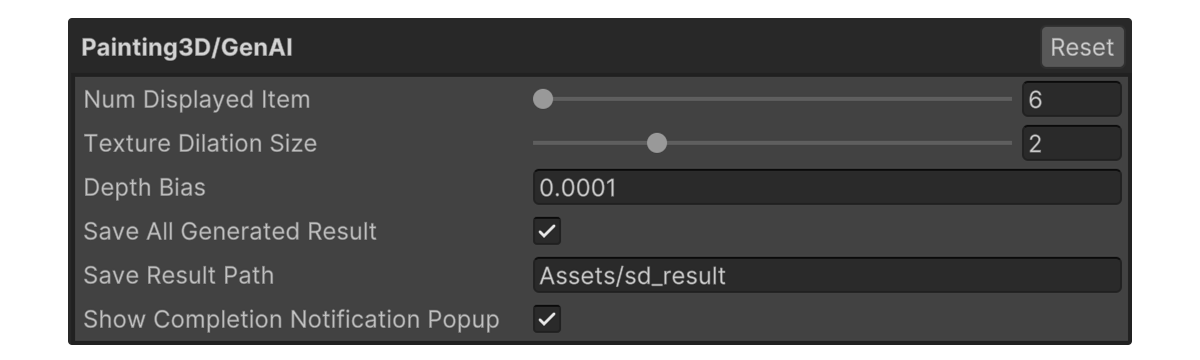 Painting3D/GenAI Reset
Num Displayed Item 6
Texture Dilation Size 2
Depth Bias 0.0001
Save All Generated Result
Save Result Path Assets/sd_result
Show Completion Notification Popup